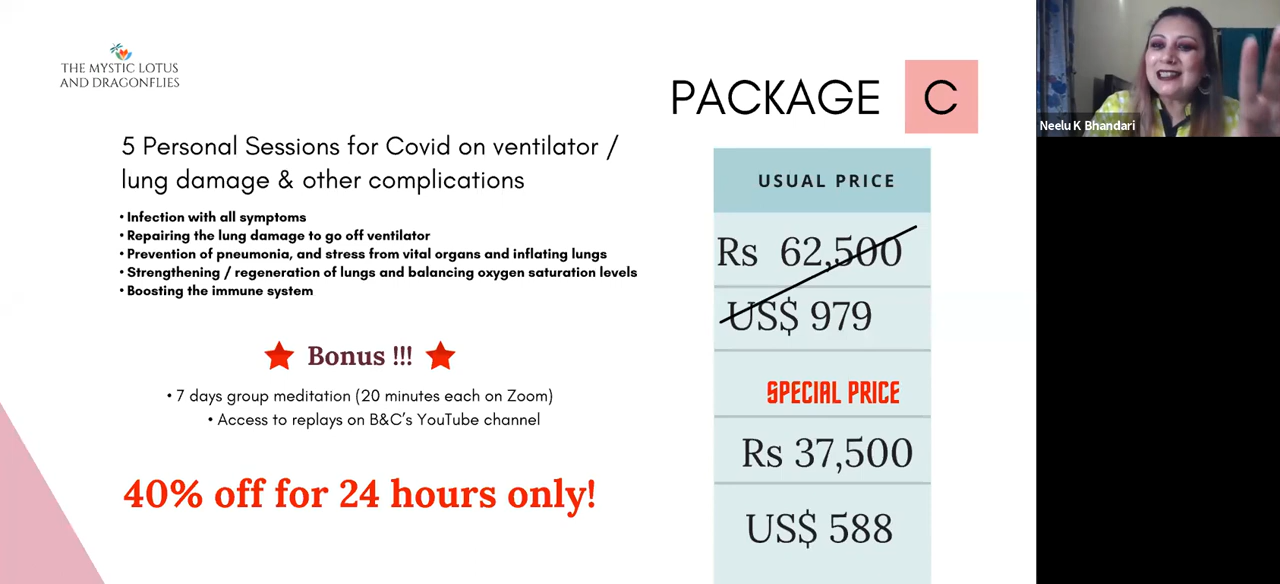 THE MYSTIC LOTUS
AND DRAGONFLIES
PACKAGE C
5 Personal Sessions for Covid on ventilator /
lung damage & other complications
• Infection with all symptoms
• Repairing the lung damage to go off ventilator
• Prevention of pneumonia, and stress from vital organs and inflating lungs
• Strengthening / regeneration of lungs and balancing oxygen saturation levels
• Boosting the immune system
Bonus !!!
• 7 days group meditation (20 minutes each on Zoom)
• Access to replays on B&C's YouTube channel
40% off for 24 hours only!
USUAL PRICE
Rs 62,500
US$ 979
SPECIAL PRICE
Rs 37,500
US$ 588
Neelu K Bhandari